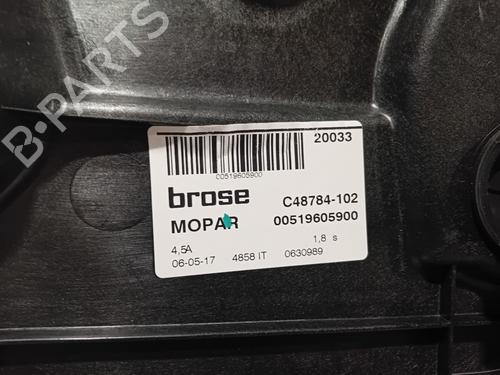 B-PARTS
20033
00519605900
brose
C48784-102
MOPAR
00519605900
4,5A
1,8 s
06-05-17
4858 IT
0630989